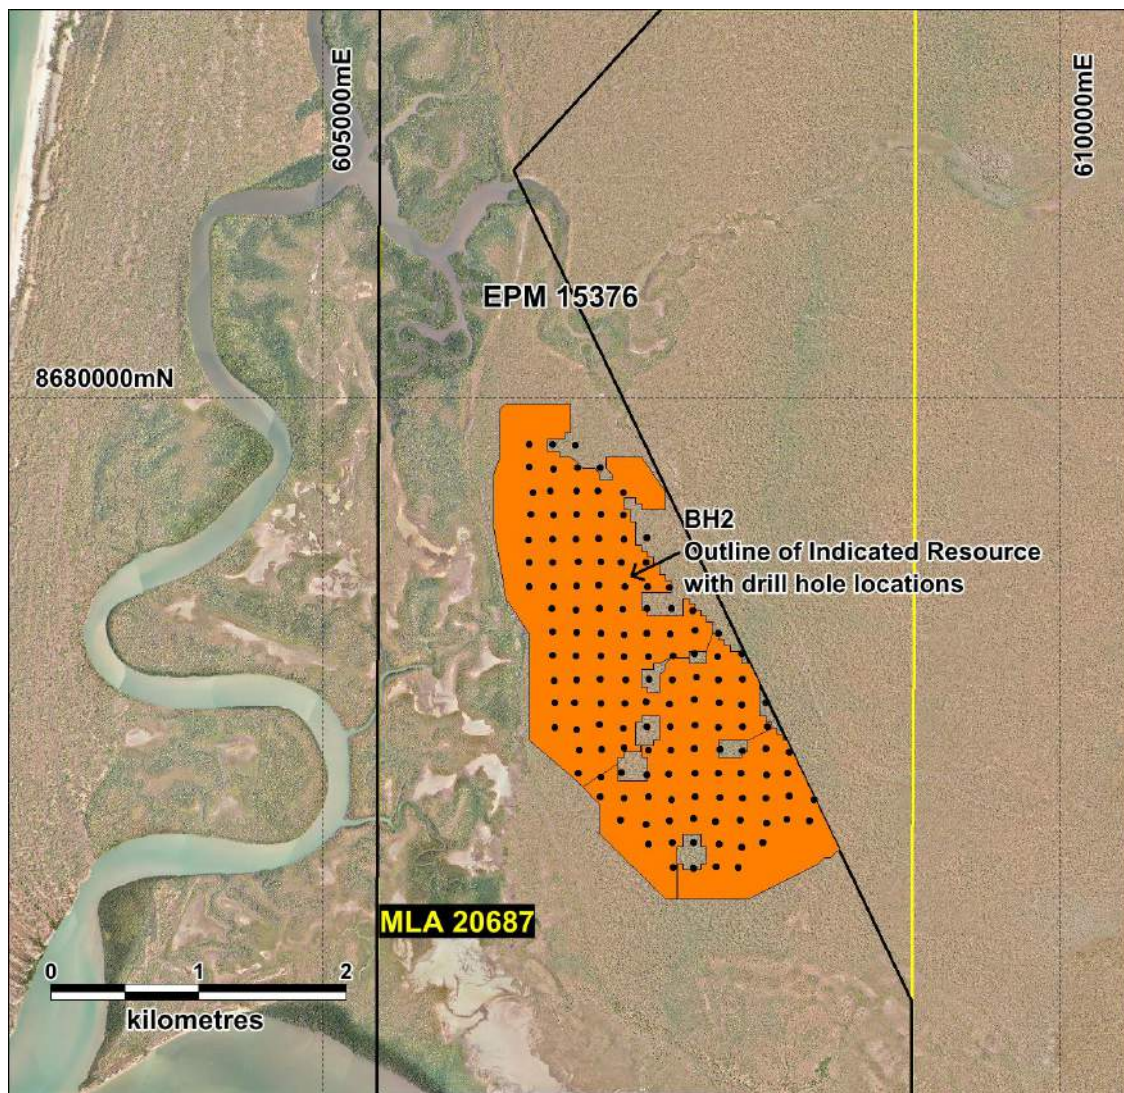 605000mE
610000mE
EPM 15376
8680000mN
BH2
Outline of Indicated Resource
with drill hole locations
MLA 20687
0 1 2
kilometres